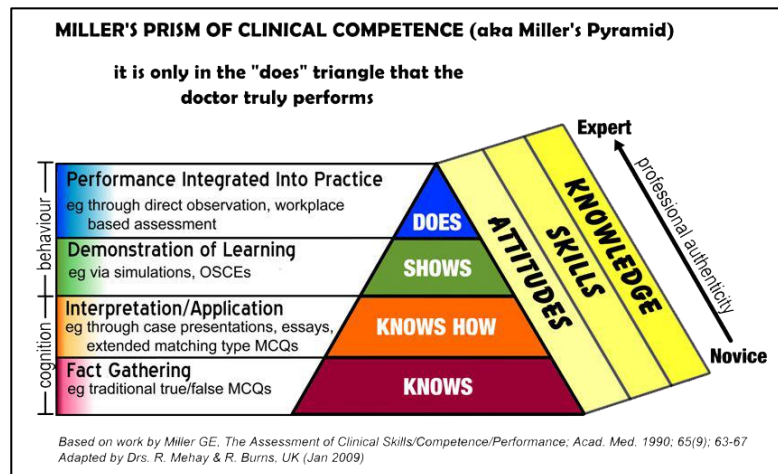 MILLER'S PRISM OF CLINICAL COMPETENCE (aka Miller's Pyramid)
it is only in the "does" triangle that the
doctor truly performs
Expert
professional authenticity
Novice
KNOWLEDGE
SKILLS
ATTITUDES
behaviour
Performance Integrated Into Practice
eg through direct observation, workplace
based assessment
DOES
Demonstration of Learning
eg via simulations, OSCEs
SHOWS
cognition
Interpretation/Application
eg through case presentations, essays,
extended matching type MCQs
KNOWS HOW
Fact Gathering
eg traditional true/false MCQs
KNOWS
Based on work by Miller GE, The Assessment of Clinical Skills/Competence/Performance; Acad. Med. 1990; 65(9); 63-67
Adapted by Drs. R. Mehay & R. Burns, UK (Jan 2009)